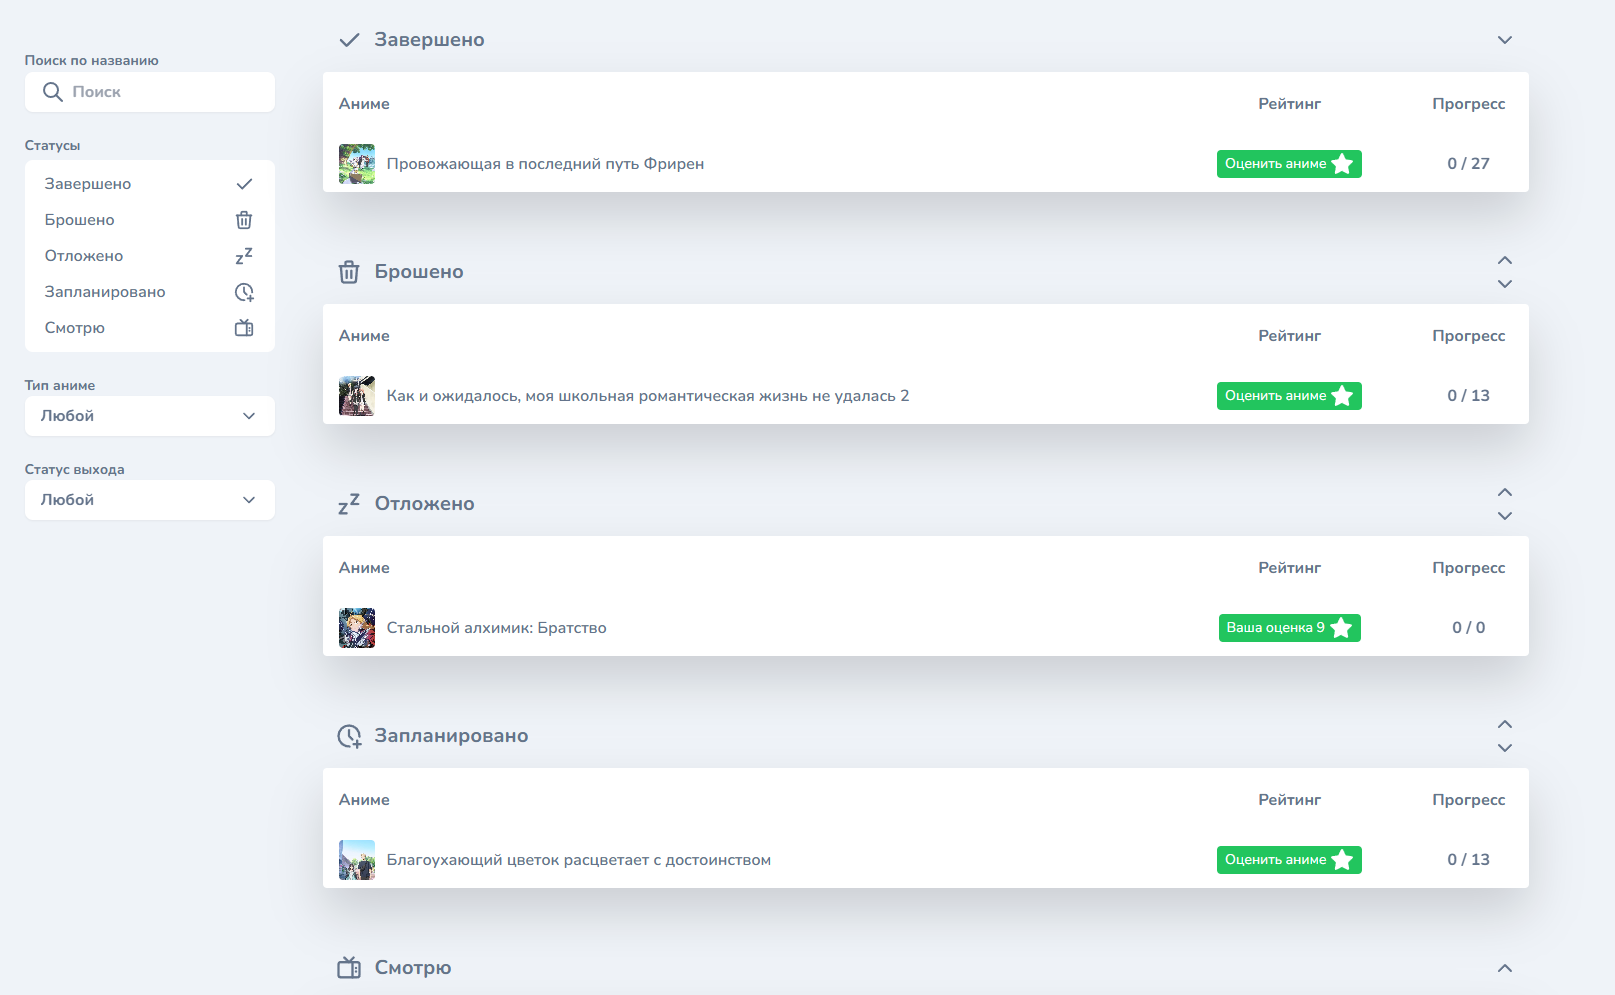 Поиск по названию
Поиск
Статусы
Завершено
Брошено
Отложено
Запланировано
Смотрю
Тип аниме
Любой
Статус выхода
Любой
Завершено
Аниме Рейтинг Прогресс
Провожающая в последний путь Фрирен Оценить аниме 0 / 27
Брошено
Аниме Рейтинг Прогресс
Как и ожидалось, моя школьная романтическая жизнь не удалась 2 Оценить аниме 0 / 13
Отложено
Аниме Рейтинг Прогресс
Стальной алхимик: Братство Ваша оценка 9 0 / 0
Запланировано
Аниме Рейтинг Прогресс
Благоухающий цветок расцветает с достоинством Оценить аниме 0 / 13
Смотрю